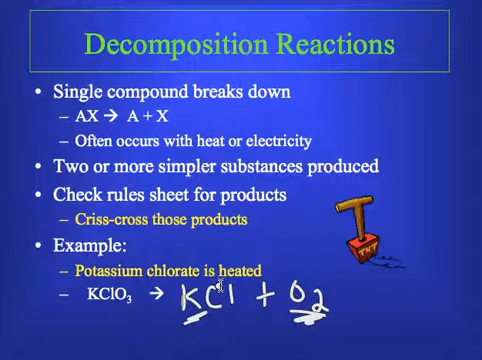 Decomposition Reactions
• Single compound breaks down
– AX → A + X
– Often occurs with heat or electricity
• Two or more simpler substances produced
• Check rules sheet for products
– Criss-cross those products
• Example:
– Potassium chlorate is heated
– KClO₃ → KCl + O₂
TNT